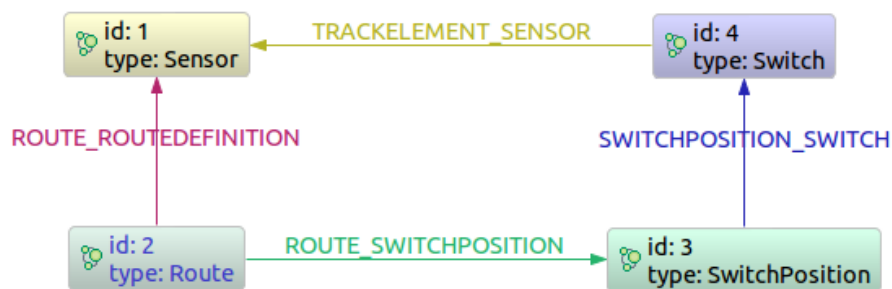 id: 1
type: Sensor
TRACKELEMENT_SENSOR
id: 4
type: Switch
ROUTE_ROUTEDEFINITION
SWITCHPOSITION_SWITCH
id: 2
type: Route
ROUTE_SWITCHPOSITION
id: 3
type: SwitchPosition